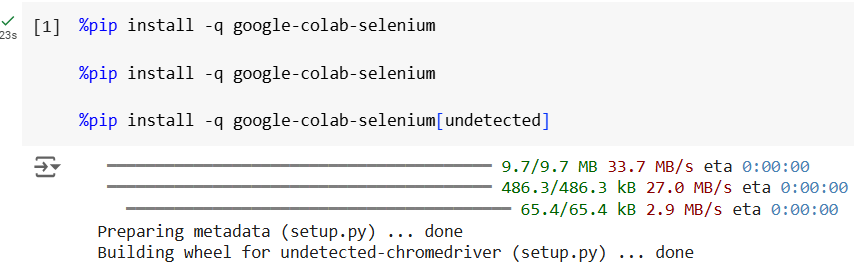 [1] %pip install -q google-colab-selenium
23s
%pip install -q google-colab-selenium
%pip install -q google-colab-selenium[undetected]
9.7/9.7 MB 33.7 MB/s eta 0:00:00
486.3/486.3 kB 27.0 MB/s eta 0:00:00
65.4/65.4 kB 2.9 MB/s eta 0:00:00
Preparing metadata (setup.py) ... done
Building wheel for undetected-chromedriver (setup.py) ... done